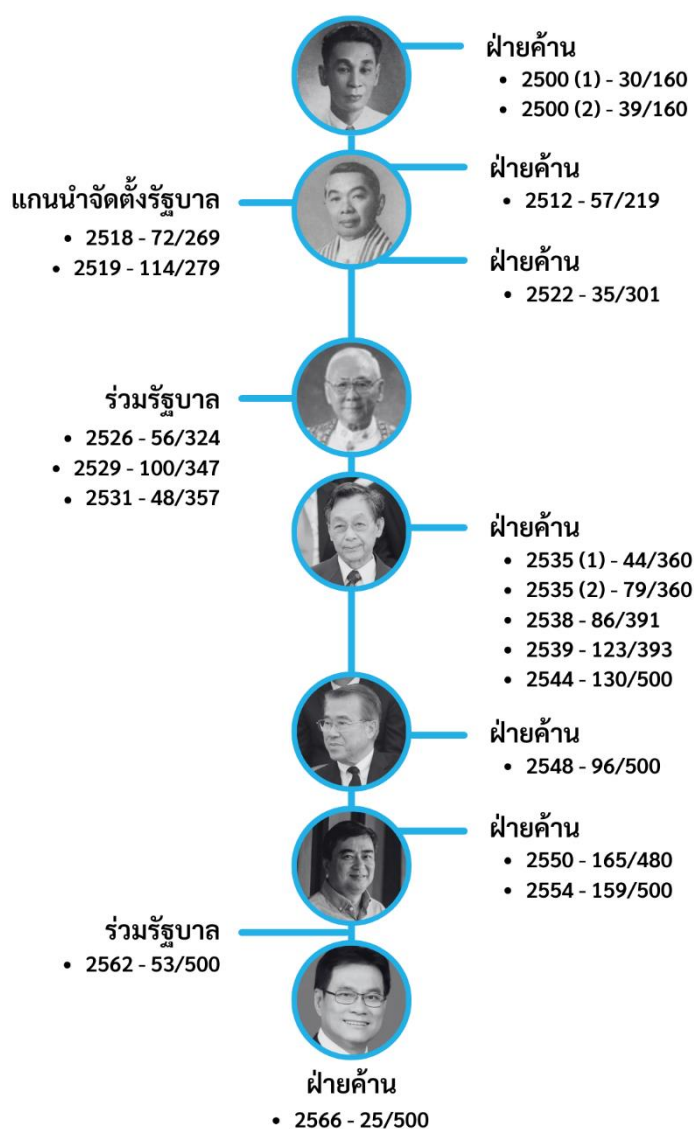 ฝ่ายค้าน
• 2500 (1) - 30/160
• 2500 (2) - 39/160
ฝ่ายค้าน
• 2512 - 57/219
แกนนำจัดตั้งรัฐบาล
• 2518 - 72/269
• 2519 - 114/279
ฝ่ายค้าน
• 2522 - 35/301
ร่วมรัฐบาล
• 2526 - 56/324
• 2529 - 100/347
• 2531 - 48/357
ฝ่ายค้าน
• 2535 (1) - 44/360
• 2535 (2) - 79/360
• 2538 - 86/391
• 2539 - 123/393
• 2544 - 130/500
ฝ่ายค้าน
• 2548 - 96/500
ฝ่ายค้าน
• 2550 - 165/480
• 2554 - 159/500
ร่วมรัฐบาล
• 2562 - 53/500
ฝ่ายค้าน
• 2566 - 25/500